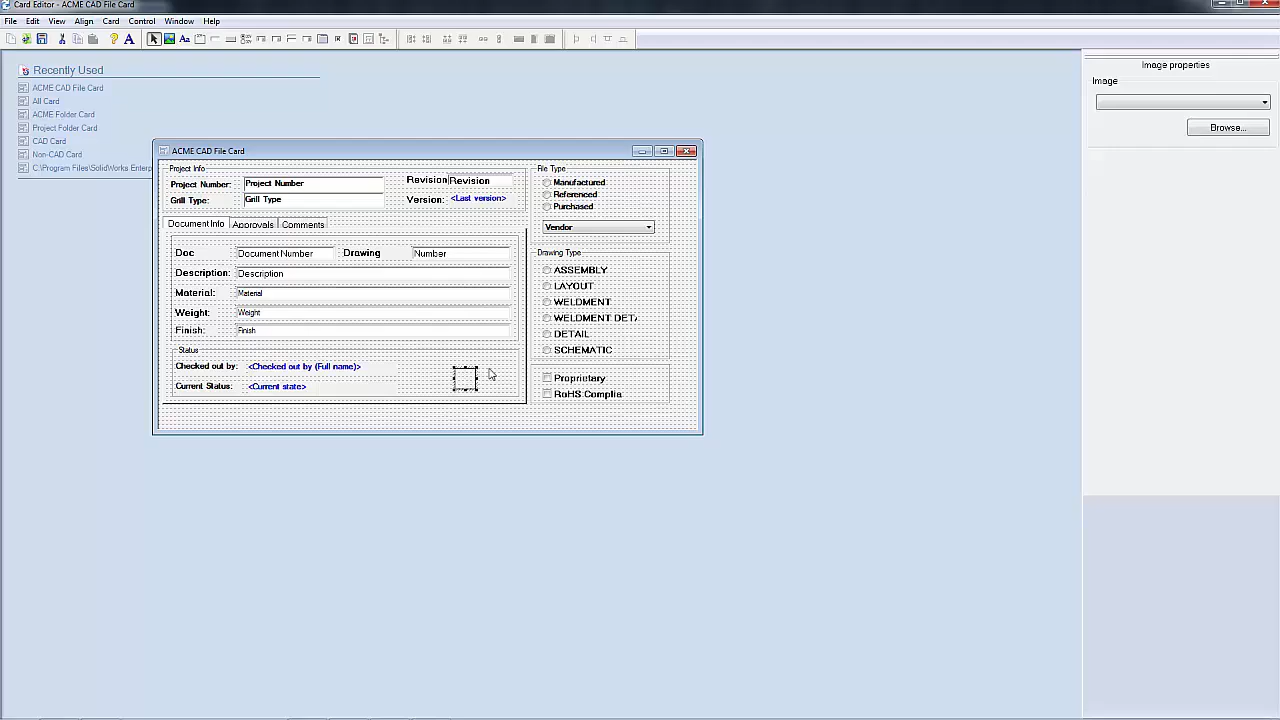 Card Editor - ACME CAD File Card
File Edit View Align Card Control Window Help
Recently Used
ACME CAD File Card
All Card
ACME Folder Card
Project Folder Card
CAD Card
Non-CAD Card
C:\Program Files\SolidWorks Enterp
ACME CAD File Card
Project Info
Project Number: Project Number
Grill Type: Grill Type
Revision Revision
Version: <Last version>
Document Info Approvals Comments
Doc Document Number Drawing Number
Description: Description
Material: Material
Weight: Weight
Finish: Finish
Status
Checked out by: <Checked out by (Full name)>
Current Status: <Current state>
File Type
Manufactured
Referenced
Purchased
Vendor
Drawing Type
ASSEMBLY
LAYOUT
WELDMENT
WELDMENT DETA
DETAIL
SCHEMATIC
Proprietary
RoHS Complia
Image properties
Image
Browse...